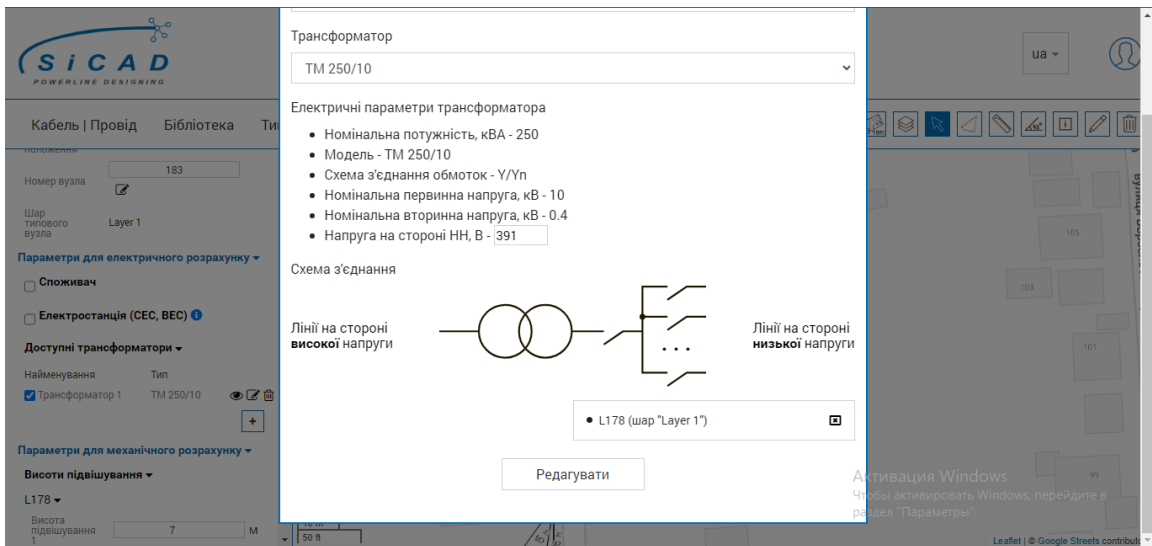 SiCAD
POWERLINE DESIGNING
ua
Кабель | Провід Бібліотека
Номер вузла 183
Шар
типового
вузла
Layer 1
Параметри для електричного розрахунку
Споживач
Електростанція (СЕС, ВЕС)
Доступні трансформатори
Найменування Тип
Трансформатор 1 ТМ 250/10
+
Параметри для механічного розрахунку
Висоти підвішування
L178
Висота
підвішування
1
7 М
Трансформатор
ТМ 250/10
Електричні параметри трансформатора
• Номінальна потужність, кВА - 250
• Модель - ТМ 250/10
• Схема з'єднання обмоток - Y/Yn
• Номінальна первинна напруга, кВ - 10
• Номінальна вторинна напруга, кВ - 0.4
• Напруга на стороні НН, В - 391
Схема з'єднання
Лінії на стороні
високої напруги
Лінії на стороні
низької напруги
• L178 (шар "Layer 1")
Редагувати
50 ft
105
103
101
99
Активация Windows
Чтобы активировать Windows, перейдите в
раздел "Параметры".
Leaflet | © Google Streets contribut